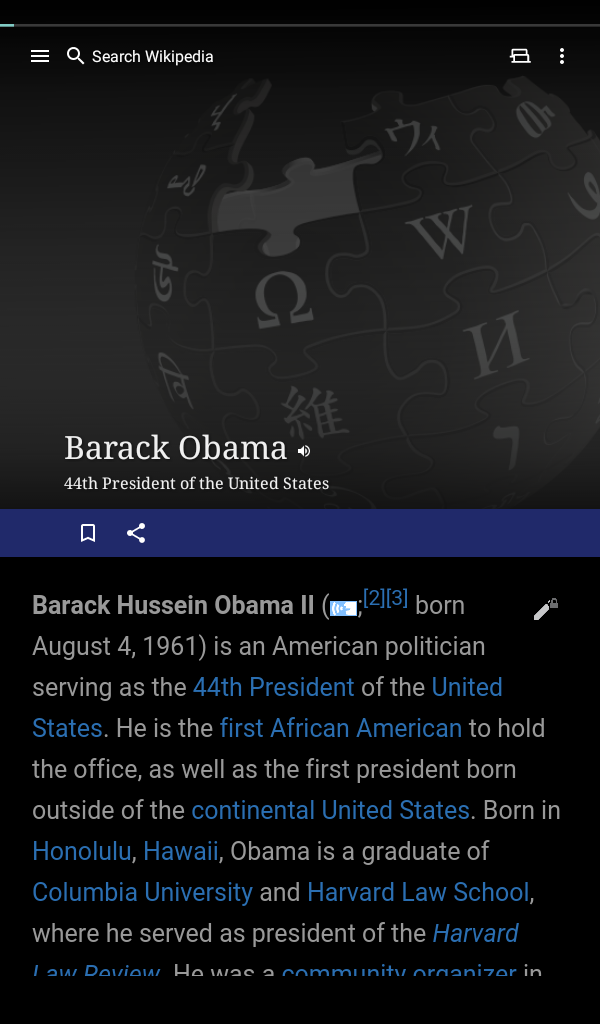 Search Wikipedia
ウィ
W
Ω
И
維
Barack Obama
44th President of the United States
Barack Hussein Obama II (;[2][3] born
August 4, 1961) is an American politician
serving as the 44th President of the United
States. He is the first African American to hold
the office, as well as the first president born
outside of the continental United States. Born in
Honolulu, Hawaii, Obama is a graduate of
Columbia University and Harvard Law School,
where he served as president of the Harvard
Law Review. He was a community organizer in